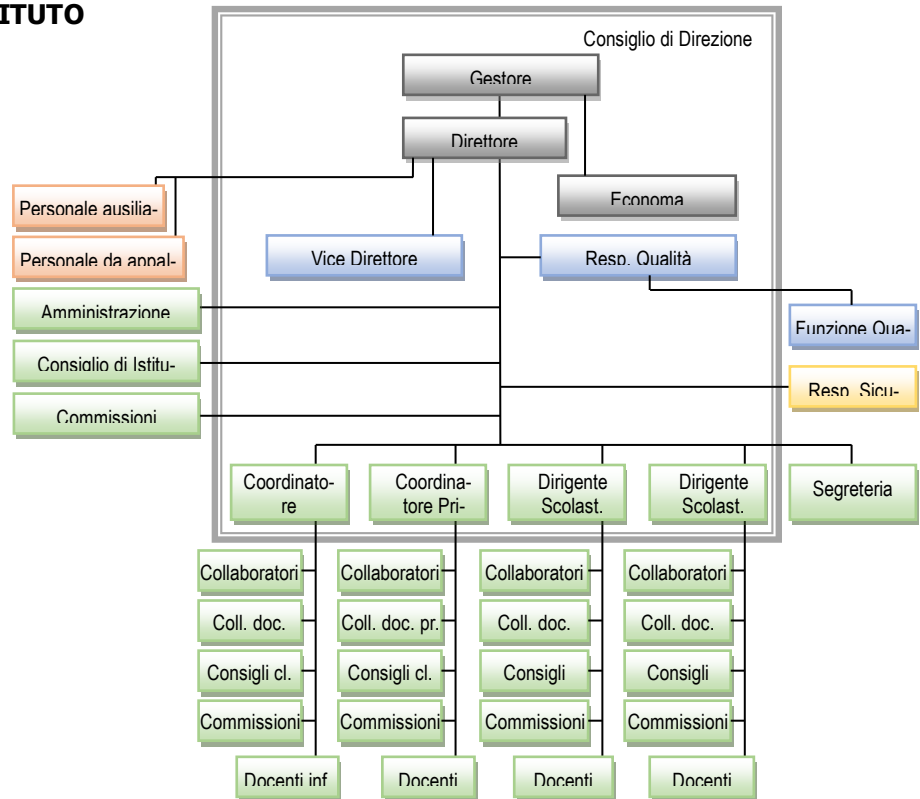 ITUTO
Consiglio di Direzione
Gestore
Direttore
Economa
Personale ausilia-
Personale da appal-
Vice Direttore
Resp. Qualità
Amministrazione
Funzione Qua-
Consiglio di Istitu-
Resp. Sicu-
Commissioni
Coordinato-
re
Coordina-
tore Pri-
Dirigente
Scolast.
Dirigente
Scolast.
Segreteria
Collaboratori
Collaboratori
Collaboratori
Collaboratori
Coll. doc.
Coll. doc. pr.
Coll. doc.
Coll. doc.
Consigli cl.
Consigli cl.
Consigli
Consigli
Commissioni
Commissioni
Commissioni
Commissioni
Docenti inf
Docenti
Docenti
Docenti